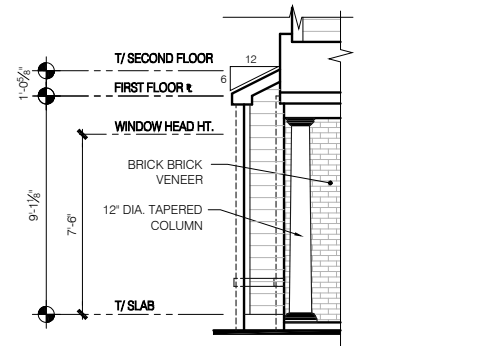 T/ SECOND FLOOR
12
6
1'-0⅝"
FIRST FLOOR ℄
WINDOW HEAD HT.
BRICK BRICK
VENEER
9'-1⅛"
7'-6"
12" DIA. TAPERED
COLUMN
T/ SLAB